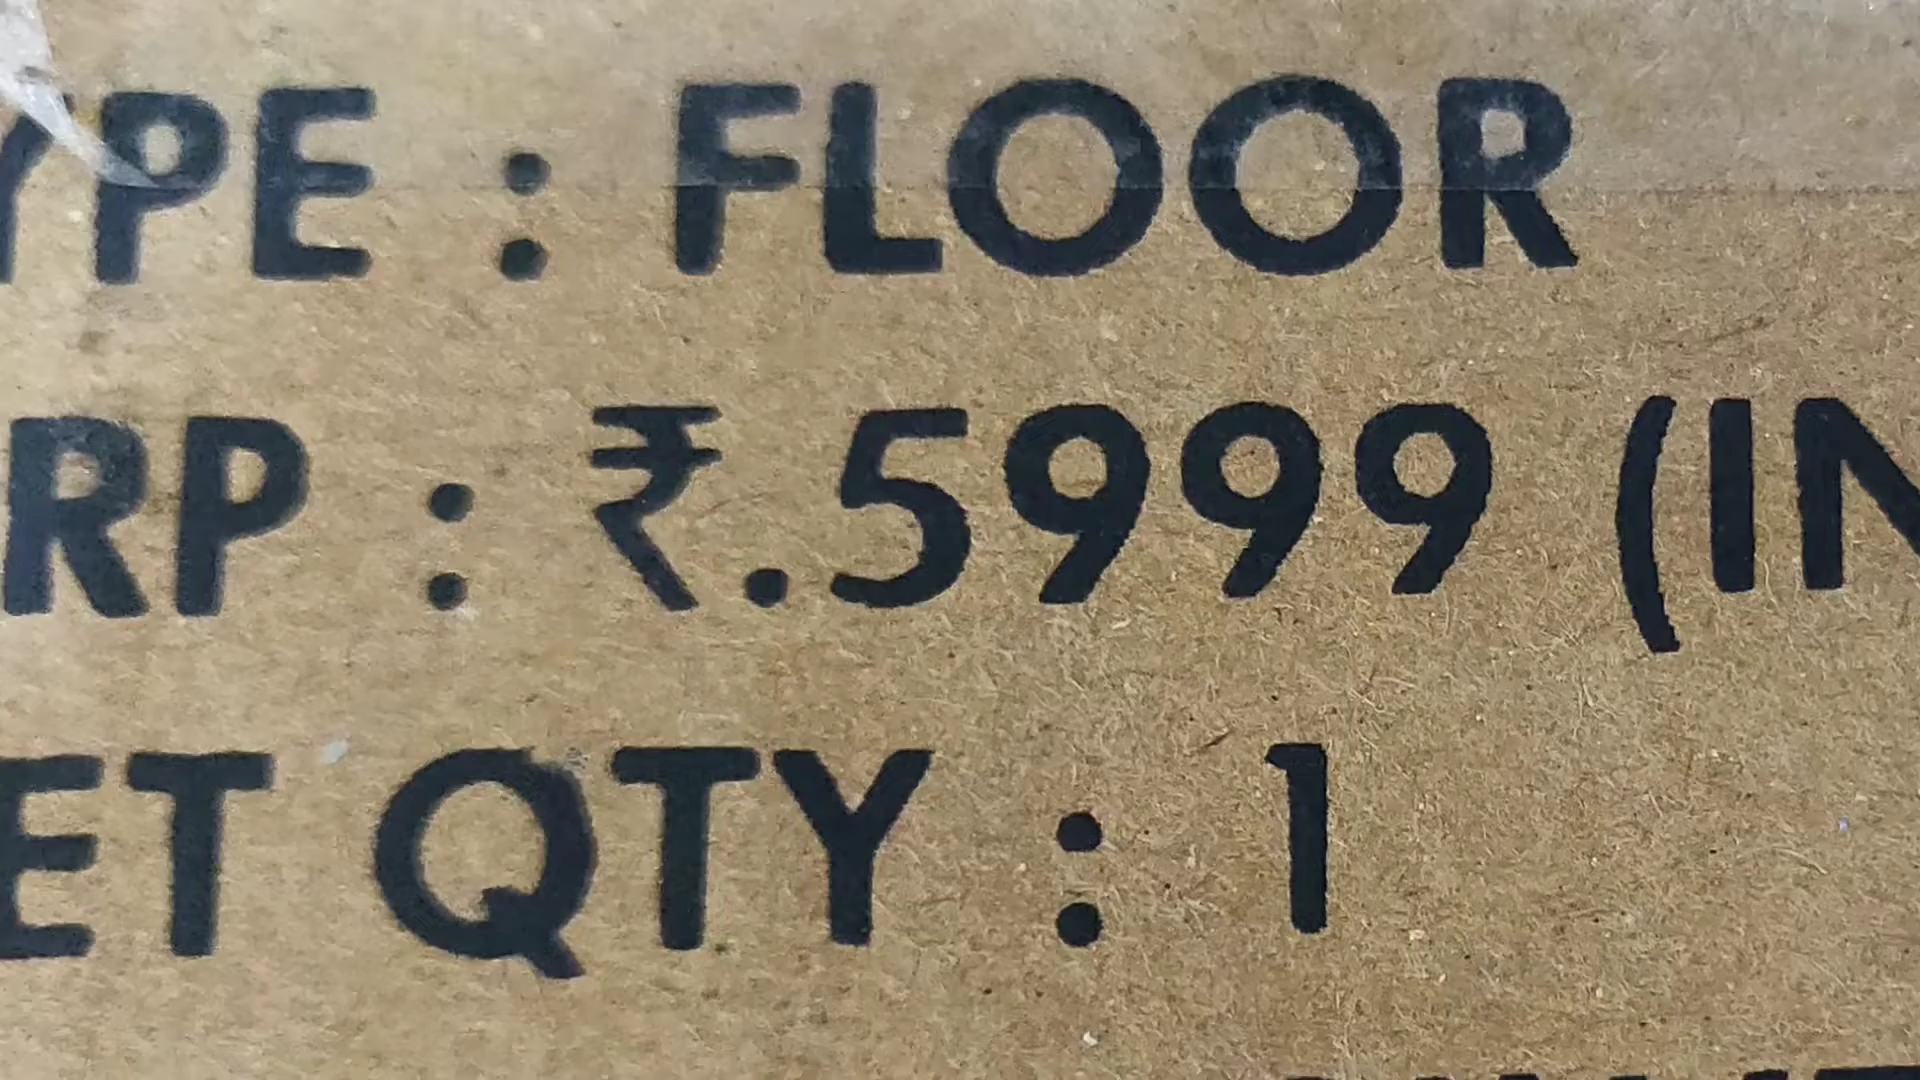 YPE : FLOOR
RP : ₹.5999 (IN
ET QTY : 1